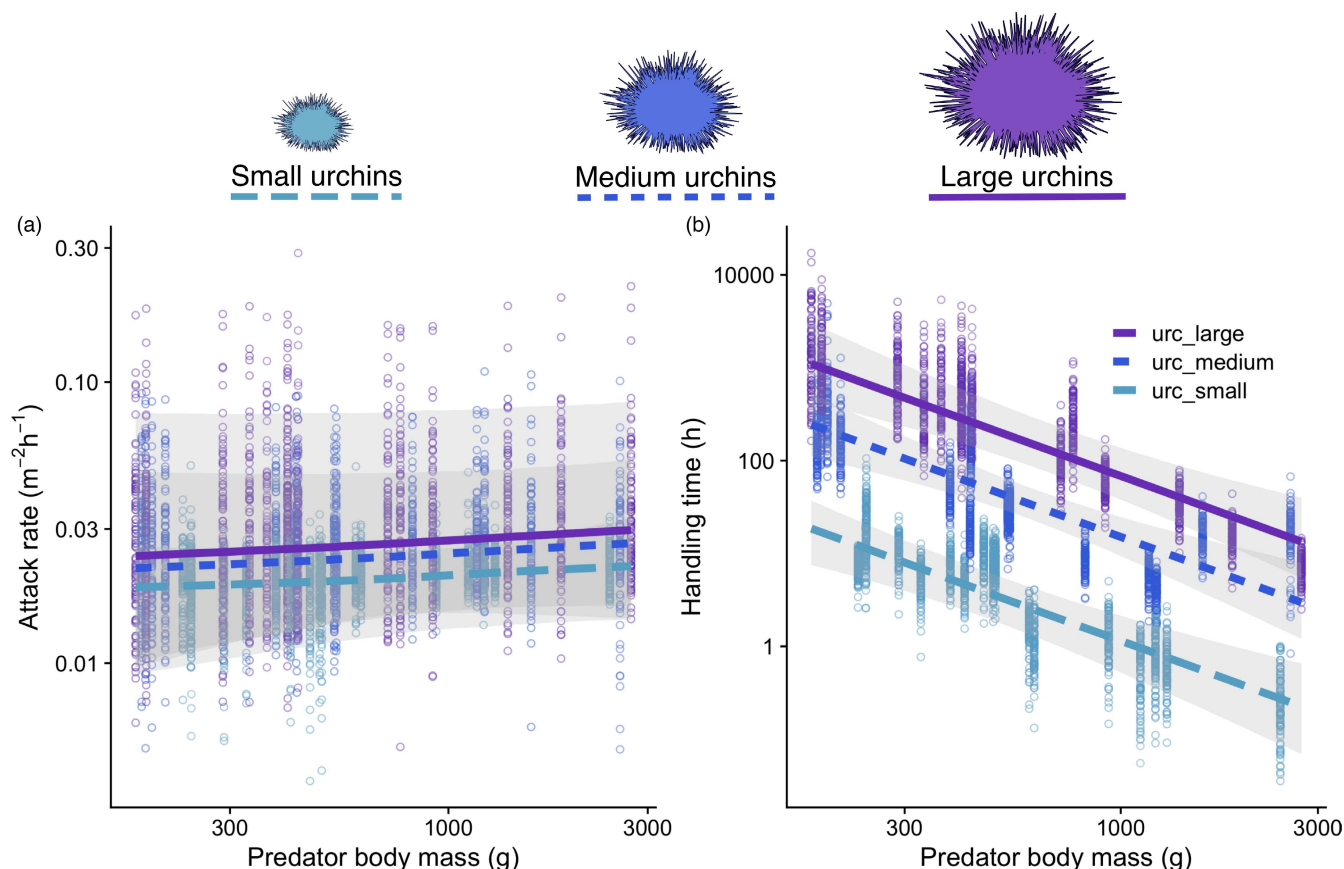 Small urchins
Medium urchins
Large urchins
(a)
Attack rate (m⁻²h⁻¹)
0.30
0.10
0.03
0.01
300
1000
3000
Predator body mass (g)
(b)
Handling time (h)
10000
100
1
urc_large
urc_medium
urc_small
300
1000
3000
Predator body mass (g)